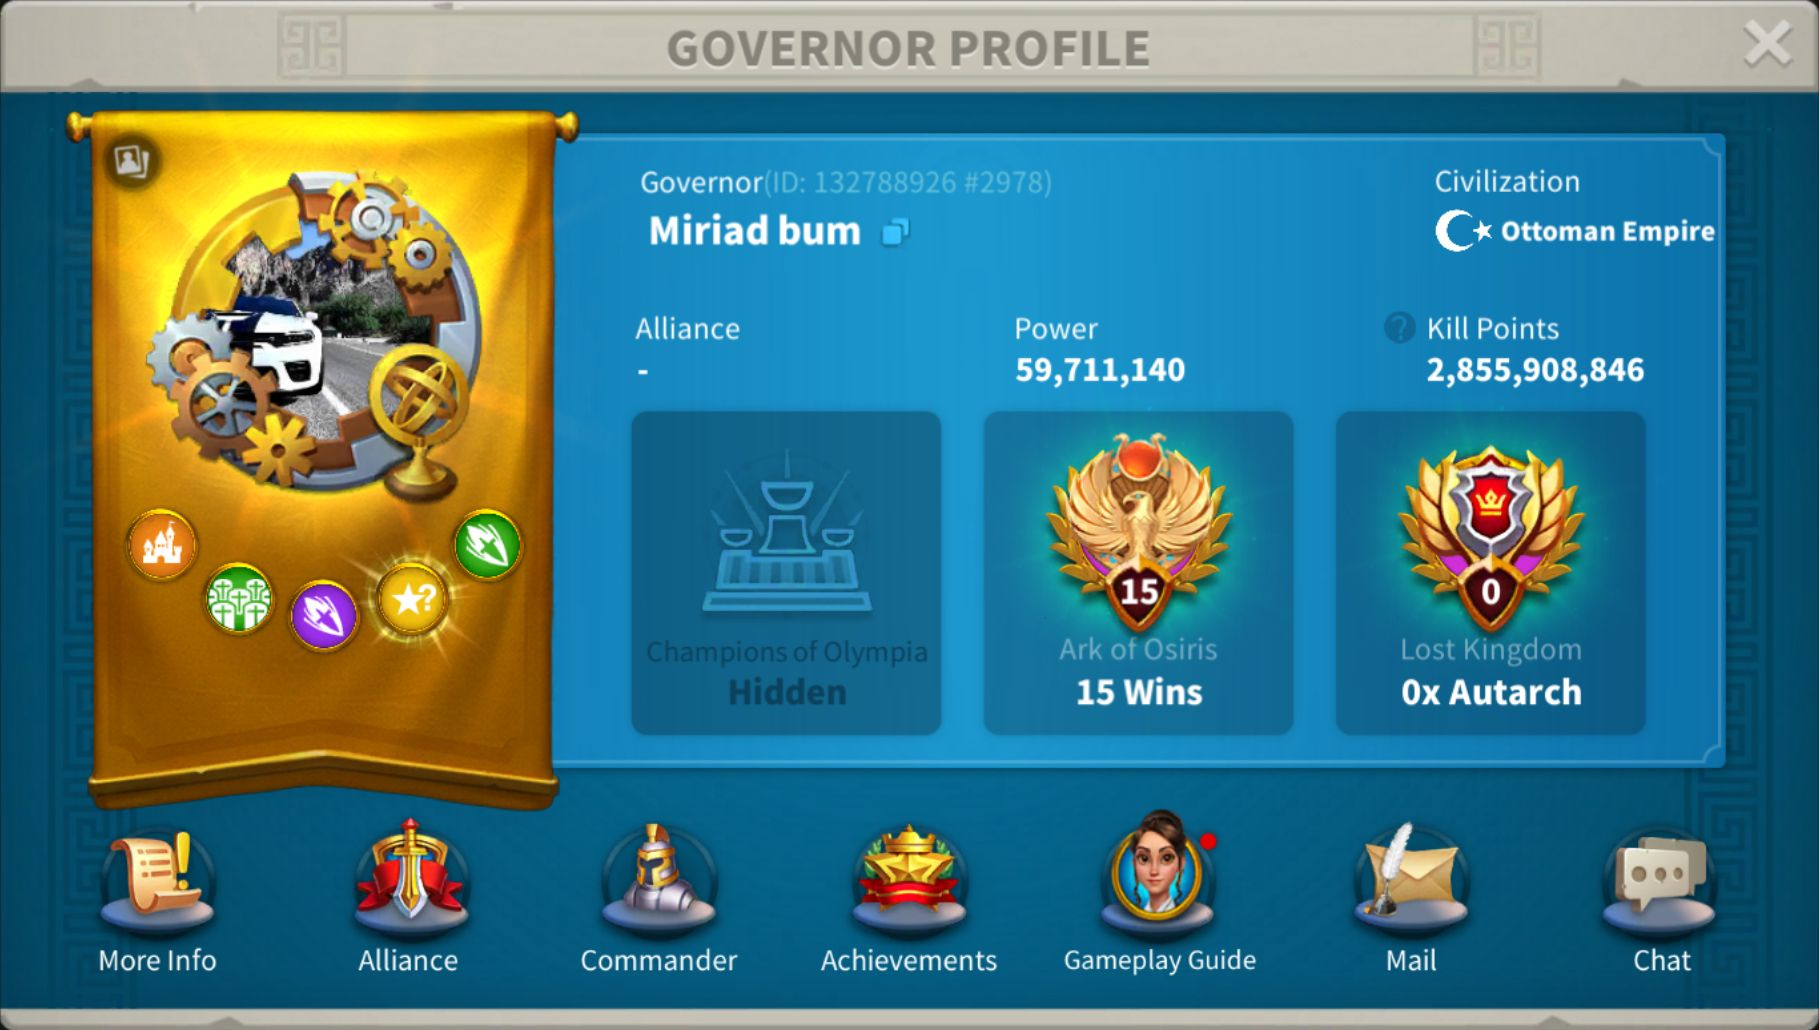 GOVERNOR PROFILE
Governor(ID: 132788926 #2978)
Miriad bum
Civilization
Ottoman Empire
Alliance
-
Power
59,711,140
? Kill Points
2,855,908,846
?
15
0
Champions of Olympia
Hidden
Ark of Osiris
15 Wins
Lost Kingdom
0x Autarch
More Info
Alliance
Commander
Achievements
Gameplay Guide
Mail
Chat